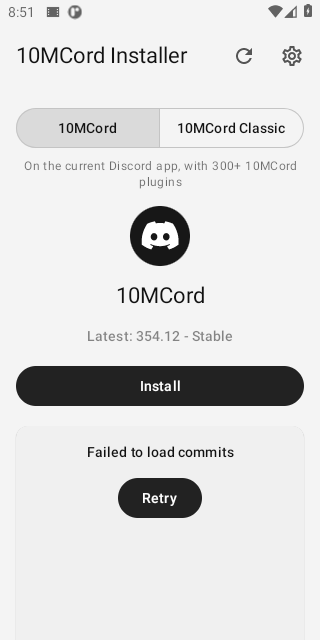 8:51
10MCord Installer
10MCord
10MCord Classic
On the current Discord app, with 300+ 10MCord
plugins
10MCord
Latest: 354.12 - Stable
Install
Failed to load commits
Retry